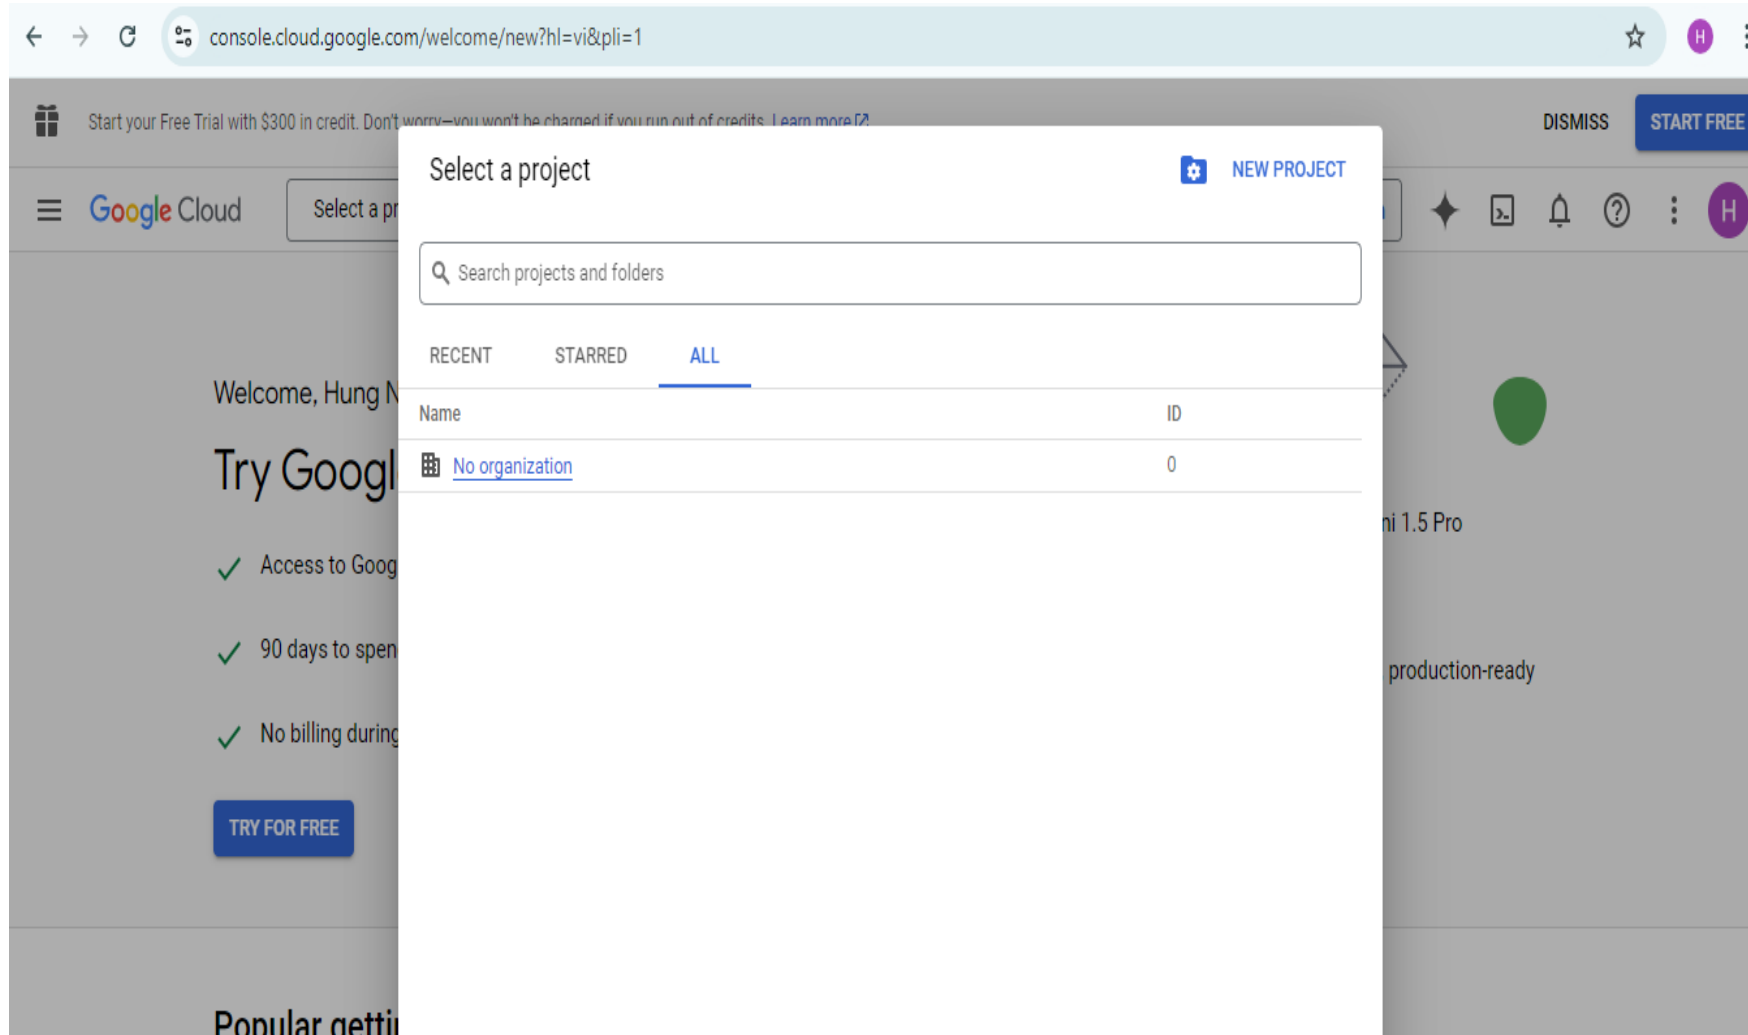 console.cloud.google.com/welcome/new?hl=vi&pli=1
H
Start your Free Trial with $300 in credit. Don't worry—you won't be charged if you run out of credits. Learn more
DISMISS
START FREE
Google Cloud
Select a pr
H
Select a project
NEW PROJECT
Search projects and folders
RECENT
STARRED
ALL
Name
ID
No organization
0
Welcome, Hung N
Try Googl
Access to Goog
90 days to spen
No billing during
TRY FOR FREE
ni 1.5 Pro
production-ready
Popular gettin